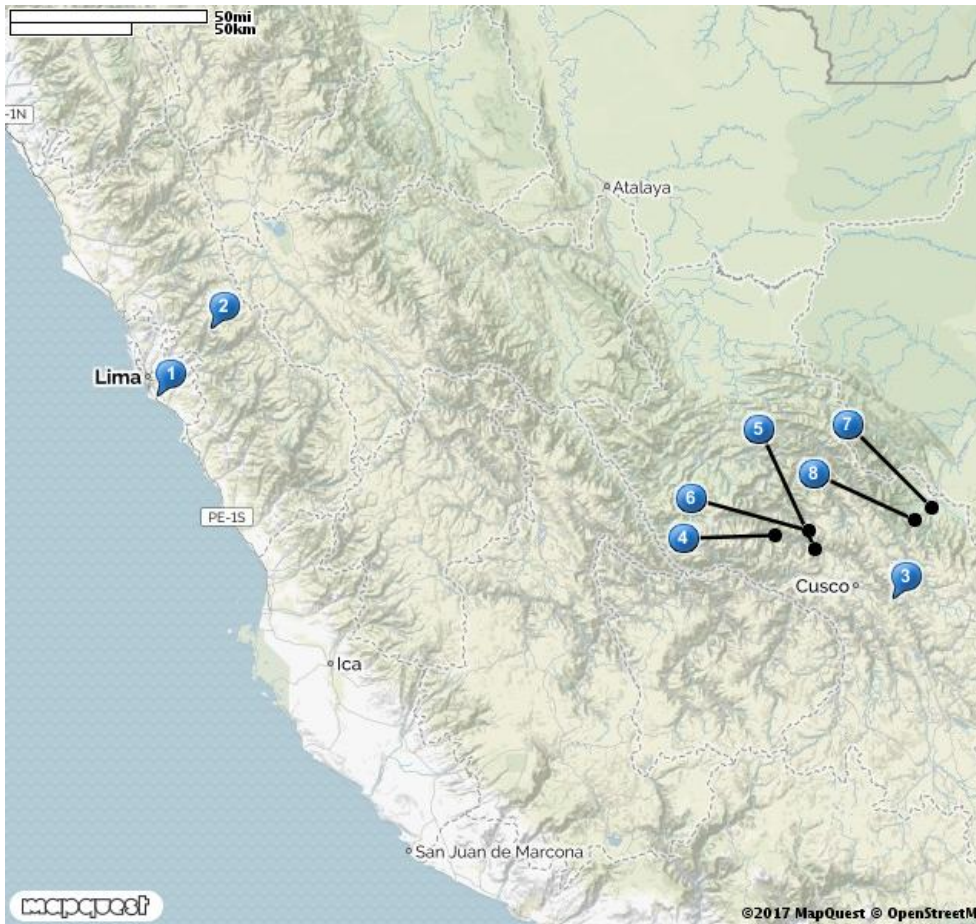 50mi
50km
-1N
Atalaya
2
1
Lima
5
7
8
6
PE-1S
4
3
Cusco
Ica
San Juan de Marcona
mapquest
©2017 MapQuest © OpenStreetM